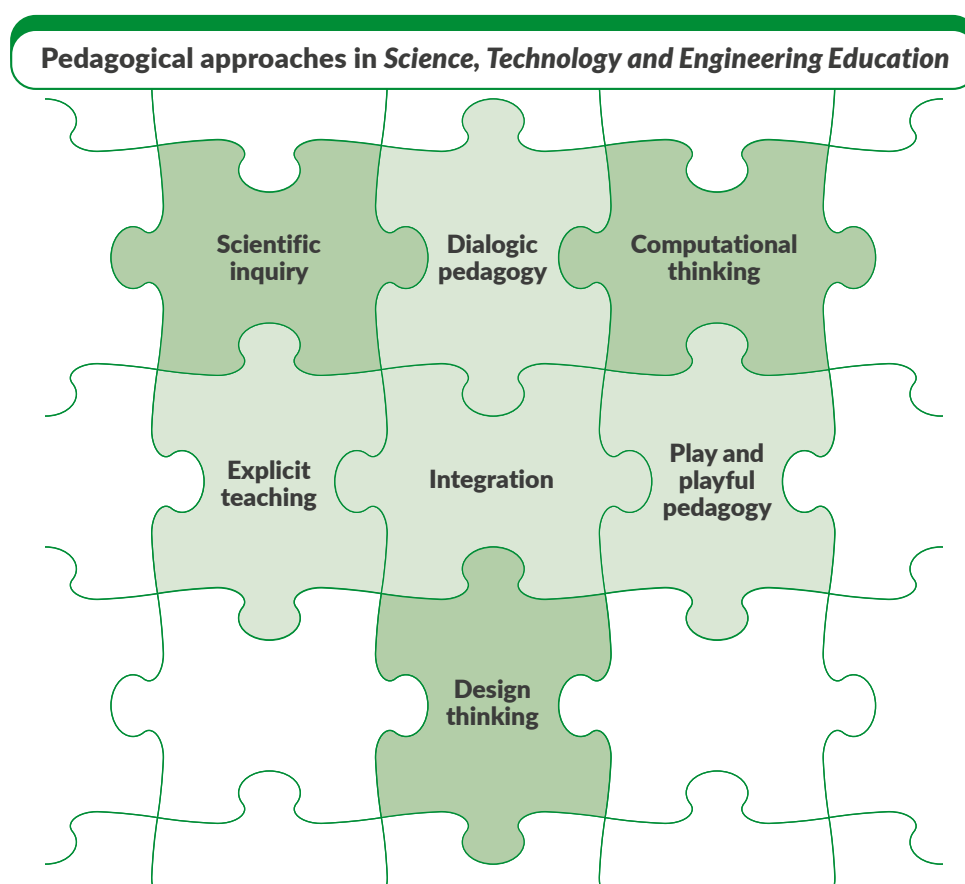 Pedagogical approaches in Science, Technology and Engineering Education
Scientific
inquiry
Dialogic
pedagogy
Computational
thinking
Explicit
teaching
Integration
Play and
playful
pedagogy
Design
thinking